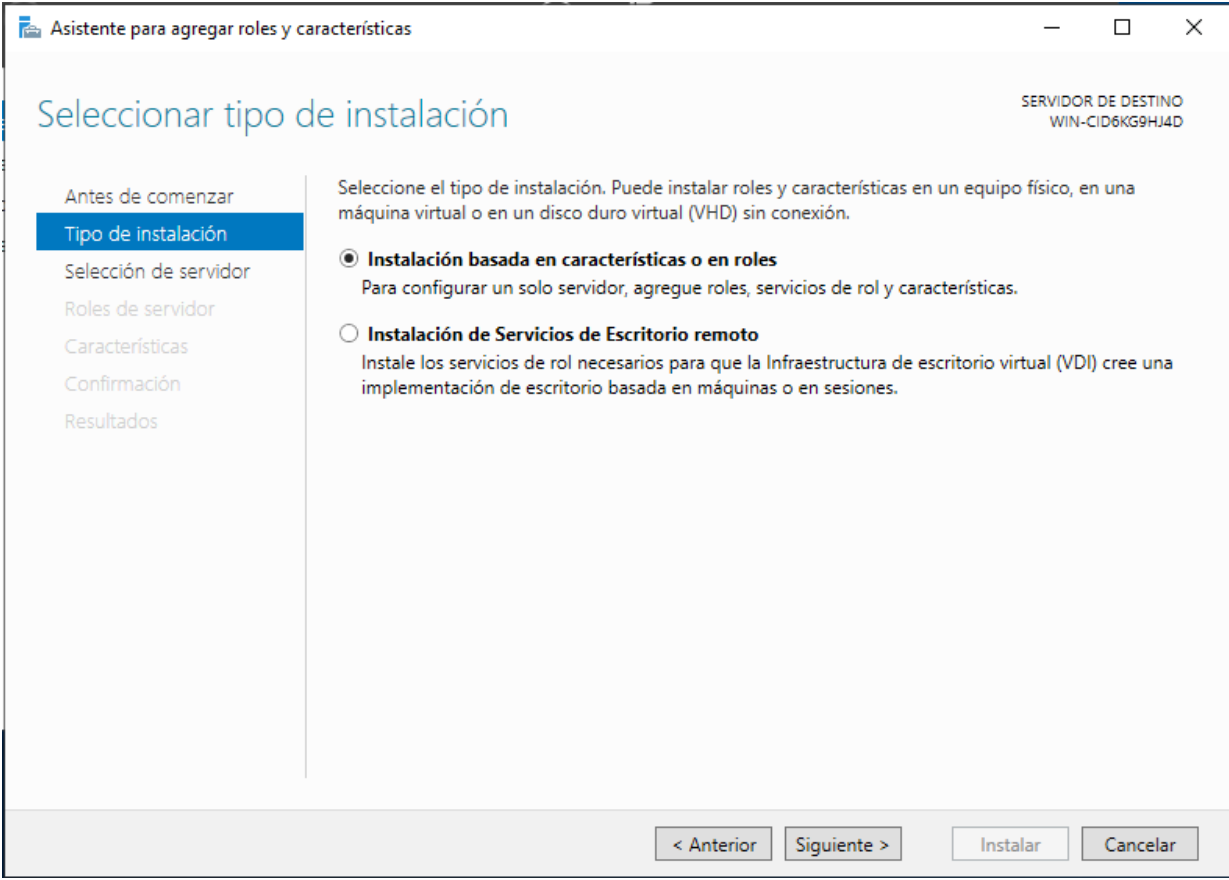 Asistente para agregar roles y características
Seleccionar tipo de instalación
SERVIDOR DE DESTINO
WIN-CID6KG9HJ4D
Antes de comenzar
Tipo de instalación
Selección de servidor
Roles de servidor
Características
Confirmación
Resultados
Seleccione el tipo de instalación. Puede instalar roles y características en un equipo físico, en una
máquina virtual o en un disco duro virtual (VHD) sin conexión.
Instalación basada en características o en roles
Para configurar un solo servidor, agregue roles, servicios de rol y características.
Instalación de Servicios de Escritorio remoto
Instale los servicios de rol necesarios para que la Infraestructura de escritorio virtual (VDI) cree una
implementación de escritorio basada en máquinas o en sesiones.
< Anterior
Siguiente >
Instalar
Cancelar